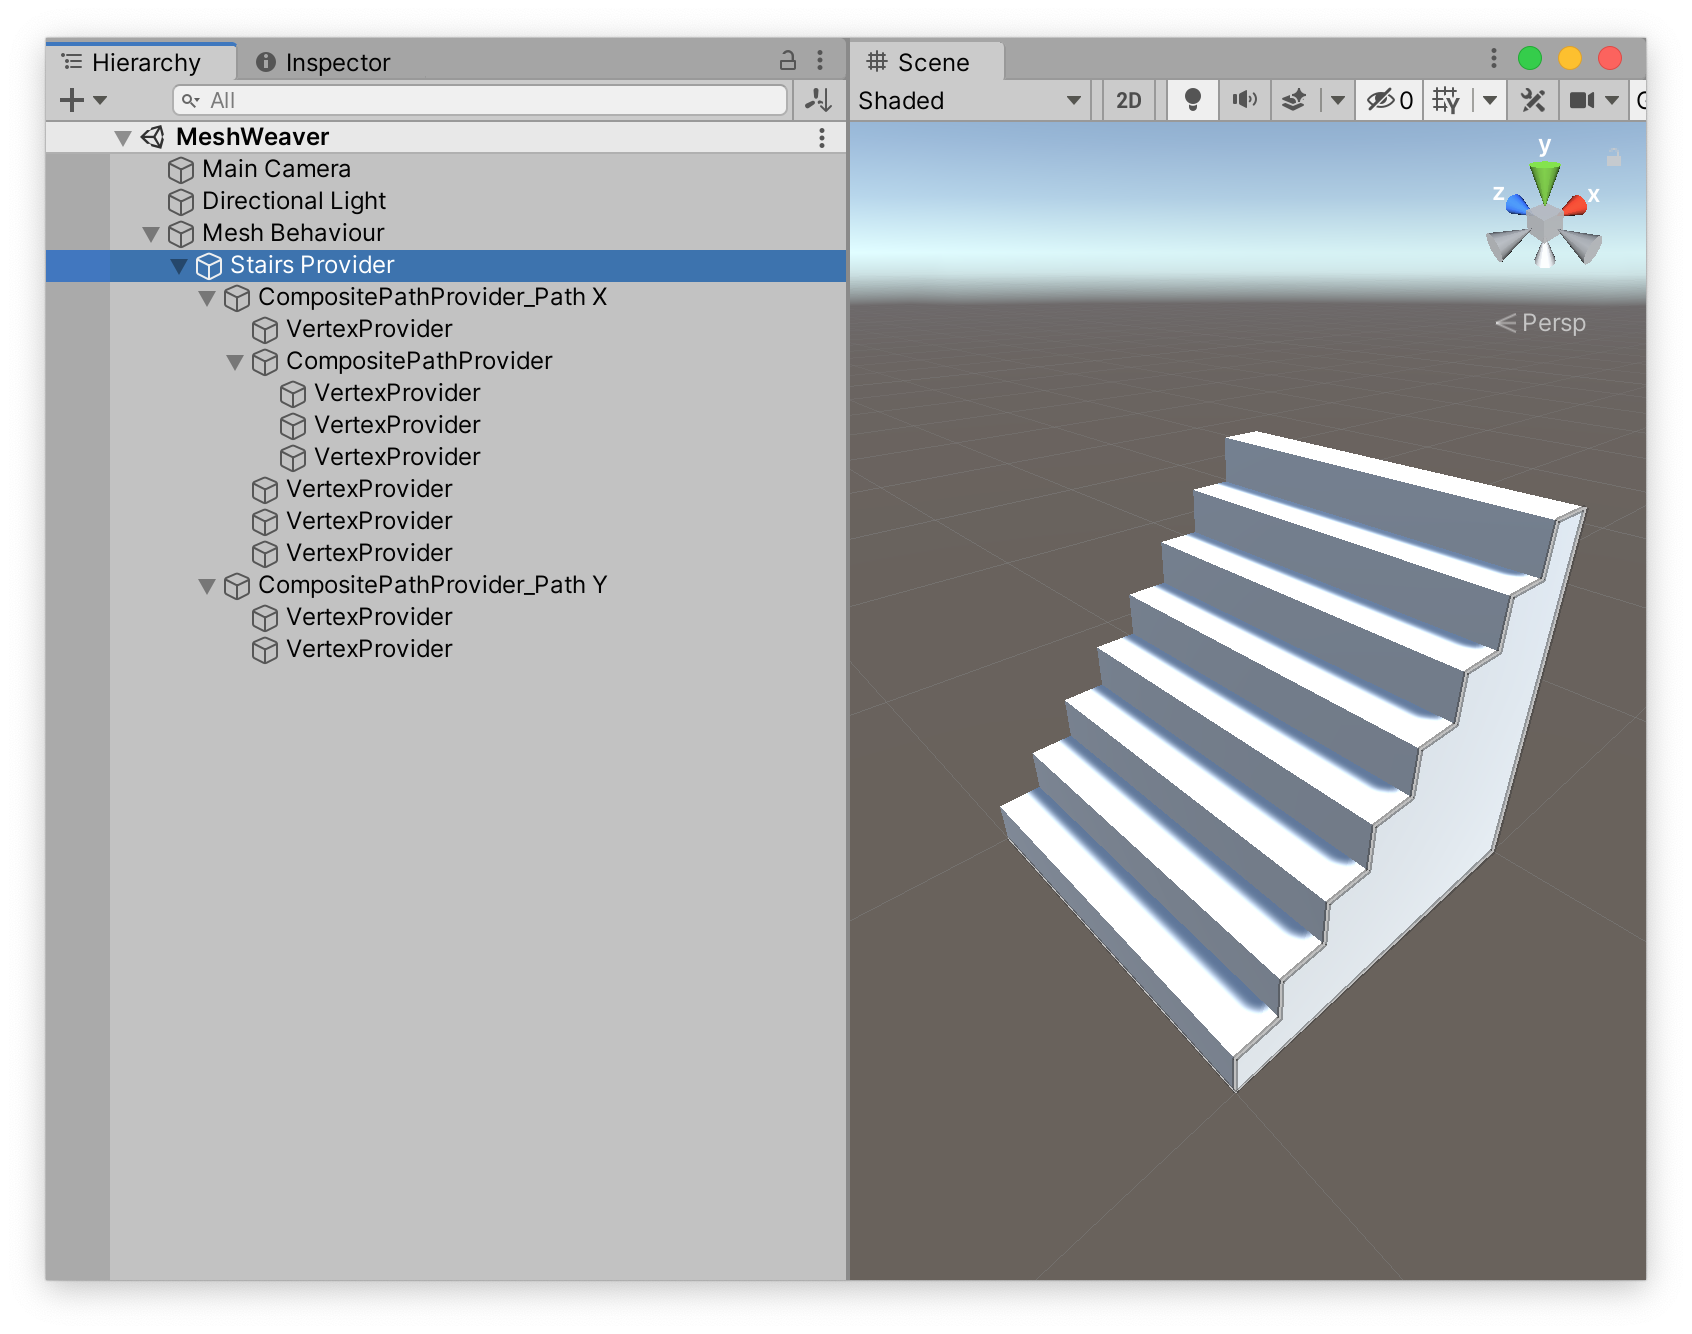 Hierarchy
Inspector
All
MeshWeaver
Main Camera
Directional Light
Mesh Behaviour
Stairs Provider
CompositePathProvider_Path X
VertexProvider
CompositePathProvider
VertexProvider
VertexProvider
VertexProvider
VertexProvider
VertexProvider
VertexProvider
CompositePathProvider_Path Y
VertexProvider
VertexProvider
Scene
Shaded
2D
0
y
z
x
Persp